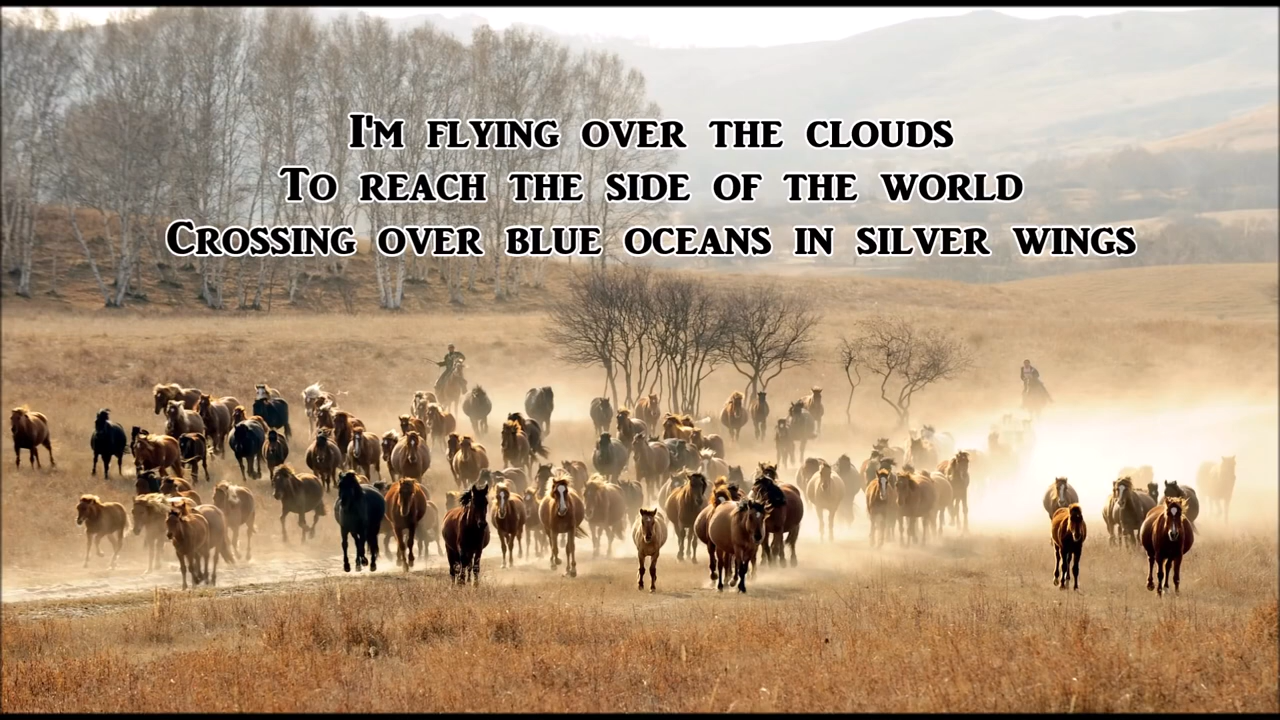 I'm flying over the clouds
To reach the side of the world
Crossing over blue oceans in silver wings